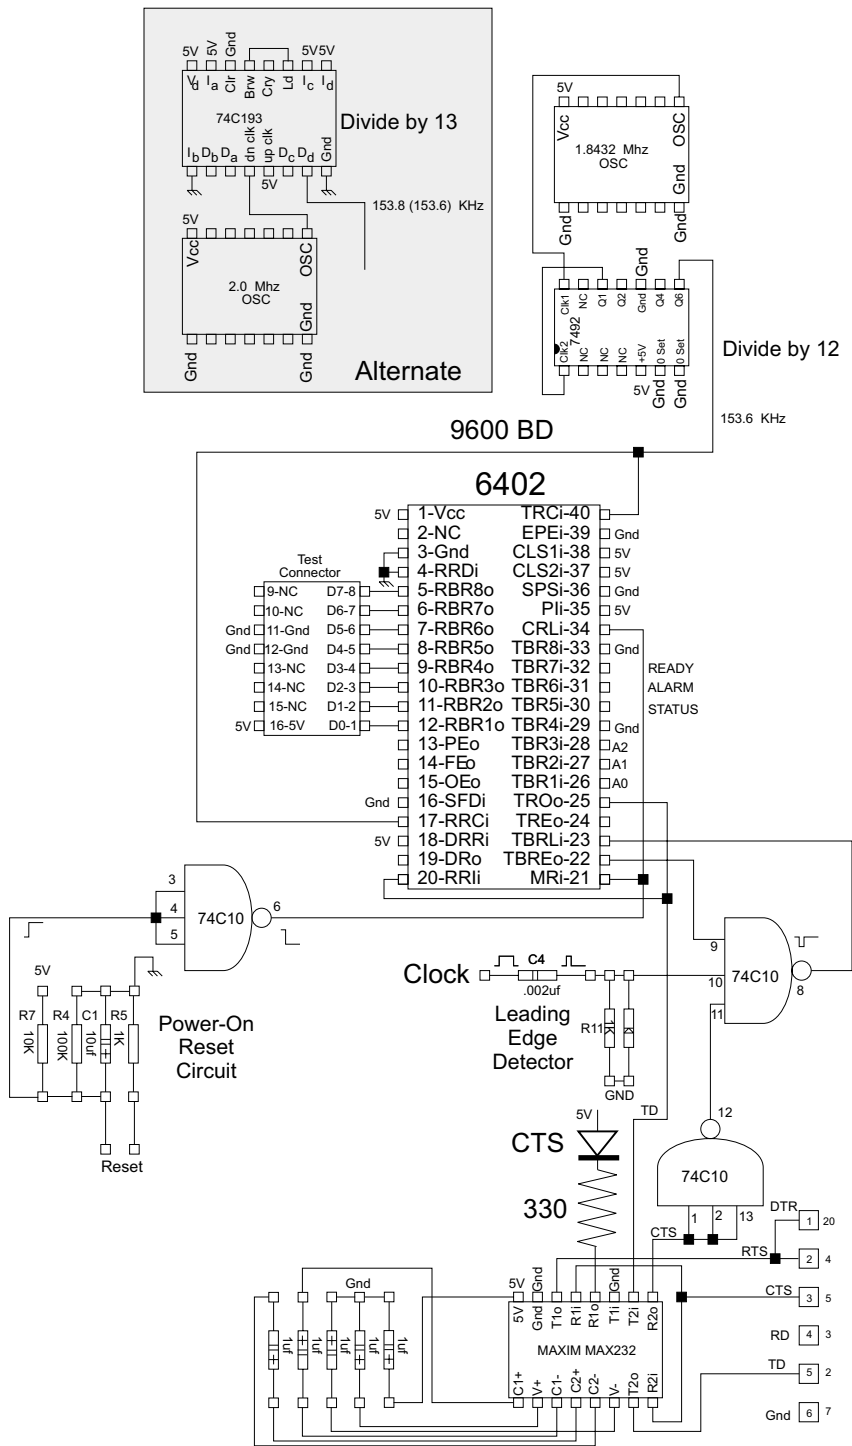 5V 5V Gnd 5V 5V
Vd Ia Clr Brw Cry Ld Ic Id
74C193
Ib Db Da dn clk up clk Dc Dd Gnd
5V
Divide by 13
153.8 (153.6) KHz
5V
Vcc OSC
2.0 Mhz
OSC
Gnd
Gnd Gnd
Alternate
5V
Vcc OSC
1.8432 Mhz
OSC
Gnd
Gnd Gnd
Gnd
Clk1 NC Q1 Q2 Gnd Q4 Q6
7492
Clk2 NC NC NC +5V 0 Set 0 Set
5V Gnd Gnd
Divide by 12
153.6 KHz
9600 BD
6402
5V 1-Vcc TRCi-40
2-NC EPEi-39 Gnd
3-Gnd CLS1i-38 5V
4-RRDi CLS2i-37 5V
5-RBR8o SPSi-36 Gnd
6-RBR7o PIi-35 5V
7-RBR6o CRLi-34
8-RBR5o TBR8i-33 Gnd
9-RBR4o TBR7i-32 READY
10-RBR3o TBR6i-31 ALARM
11-RBR2o TBR5i-30 STATUS
12-RBR1o TBR4i-29 Gnd
13-PEo TBR3i-28 A2
14-FEo TBR2i-27 A1
15-OEo TBR1i-26 A0
Gnd 16-SFDi TROo-25
17-RRCi TREo-24
5V 18-DRRi TBRLi-23
19-DRo TBREo-22
20-RRIi MRi-21
Test
Connector
9-NC D7-8
10-NC D6-7
Gnd 11-Gnd D5-6
Gnd 12-Gnd D4-5
13-NC D3-4
14-NC D2-3
15-NC D1-2
5V 16-5V D0-1
3
4
5
74C10
6
5V
R7 R4 C1 R5
10K 100K 10uf 1K
+
Reset
Power-On
Reset
Circuit
Clock
C4
.002uf
Leading
Edge
Detector
R11
1K
K
GND
9
10
11
74C10
8
TD
5V
CTS
330
12
74C10
1 2 13
CTS
DTR
RTS
1 20
2 4
CTS 3 5
RD 4 3
TD 5 2
Gnd 6 7
Gnd
1uf 1uf 1uf 1uf 1uf
+ + + + +
5V Gnd Gnd
5V Gnd T1o R1i R1o T1i T2i R2o
MAXIM MAX232
C1+ V+ C1- C2+ C2- V- T2o R2i